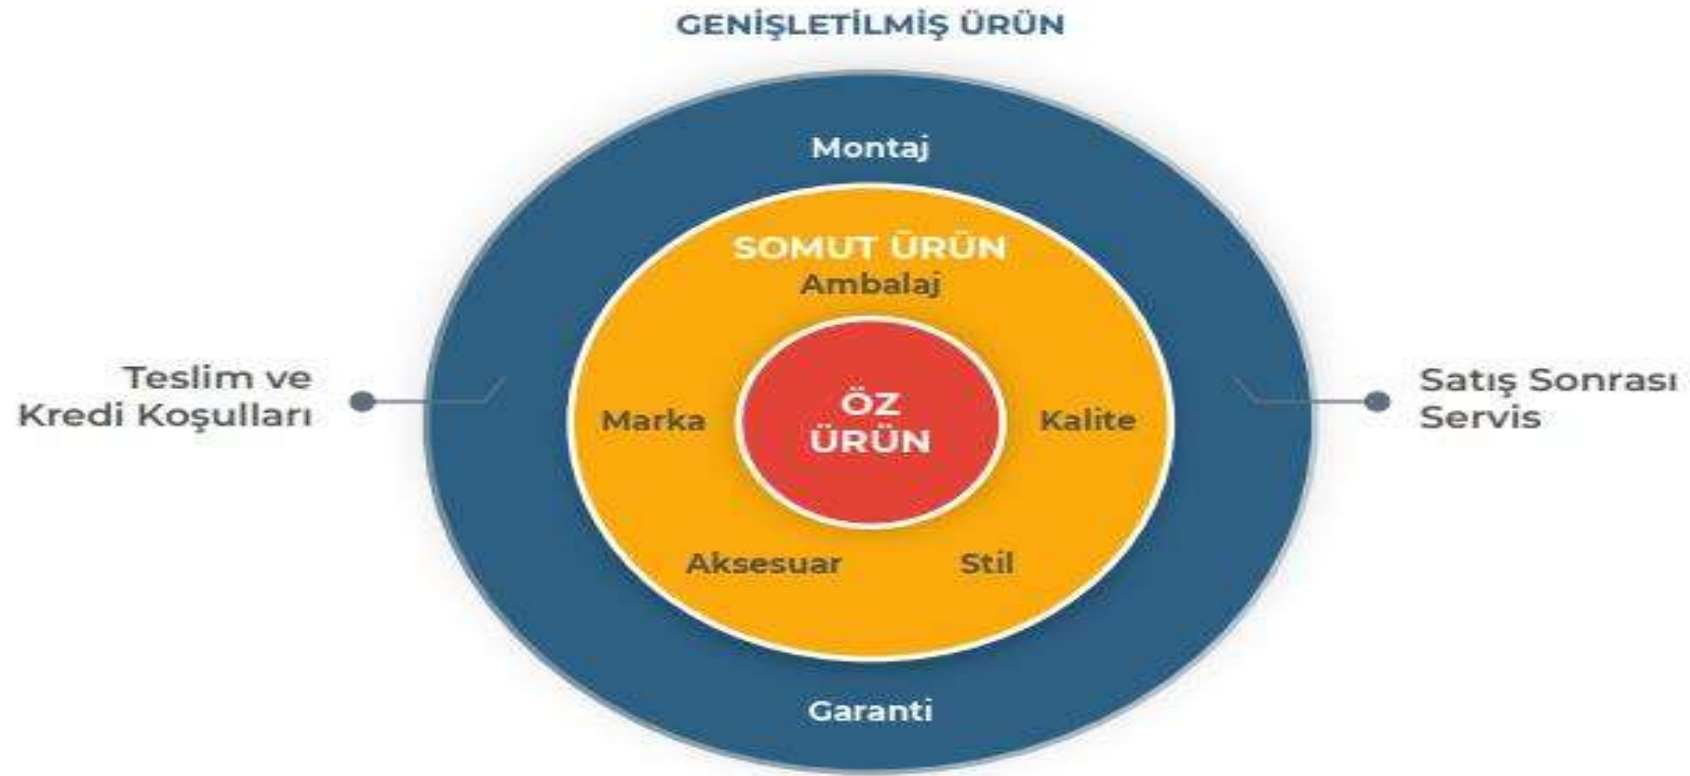 GENİŞLETİLMİŞ ÜRÜN
Montaj
SOMUT ÜRÜN
Ambalaj
Teslim ve
Kredi Koşulları
Marka
ÖZ
ÜRÜN
Kalite
Satış Sonrası
Servis
Aksesuar
Stil
Garanti